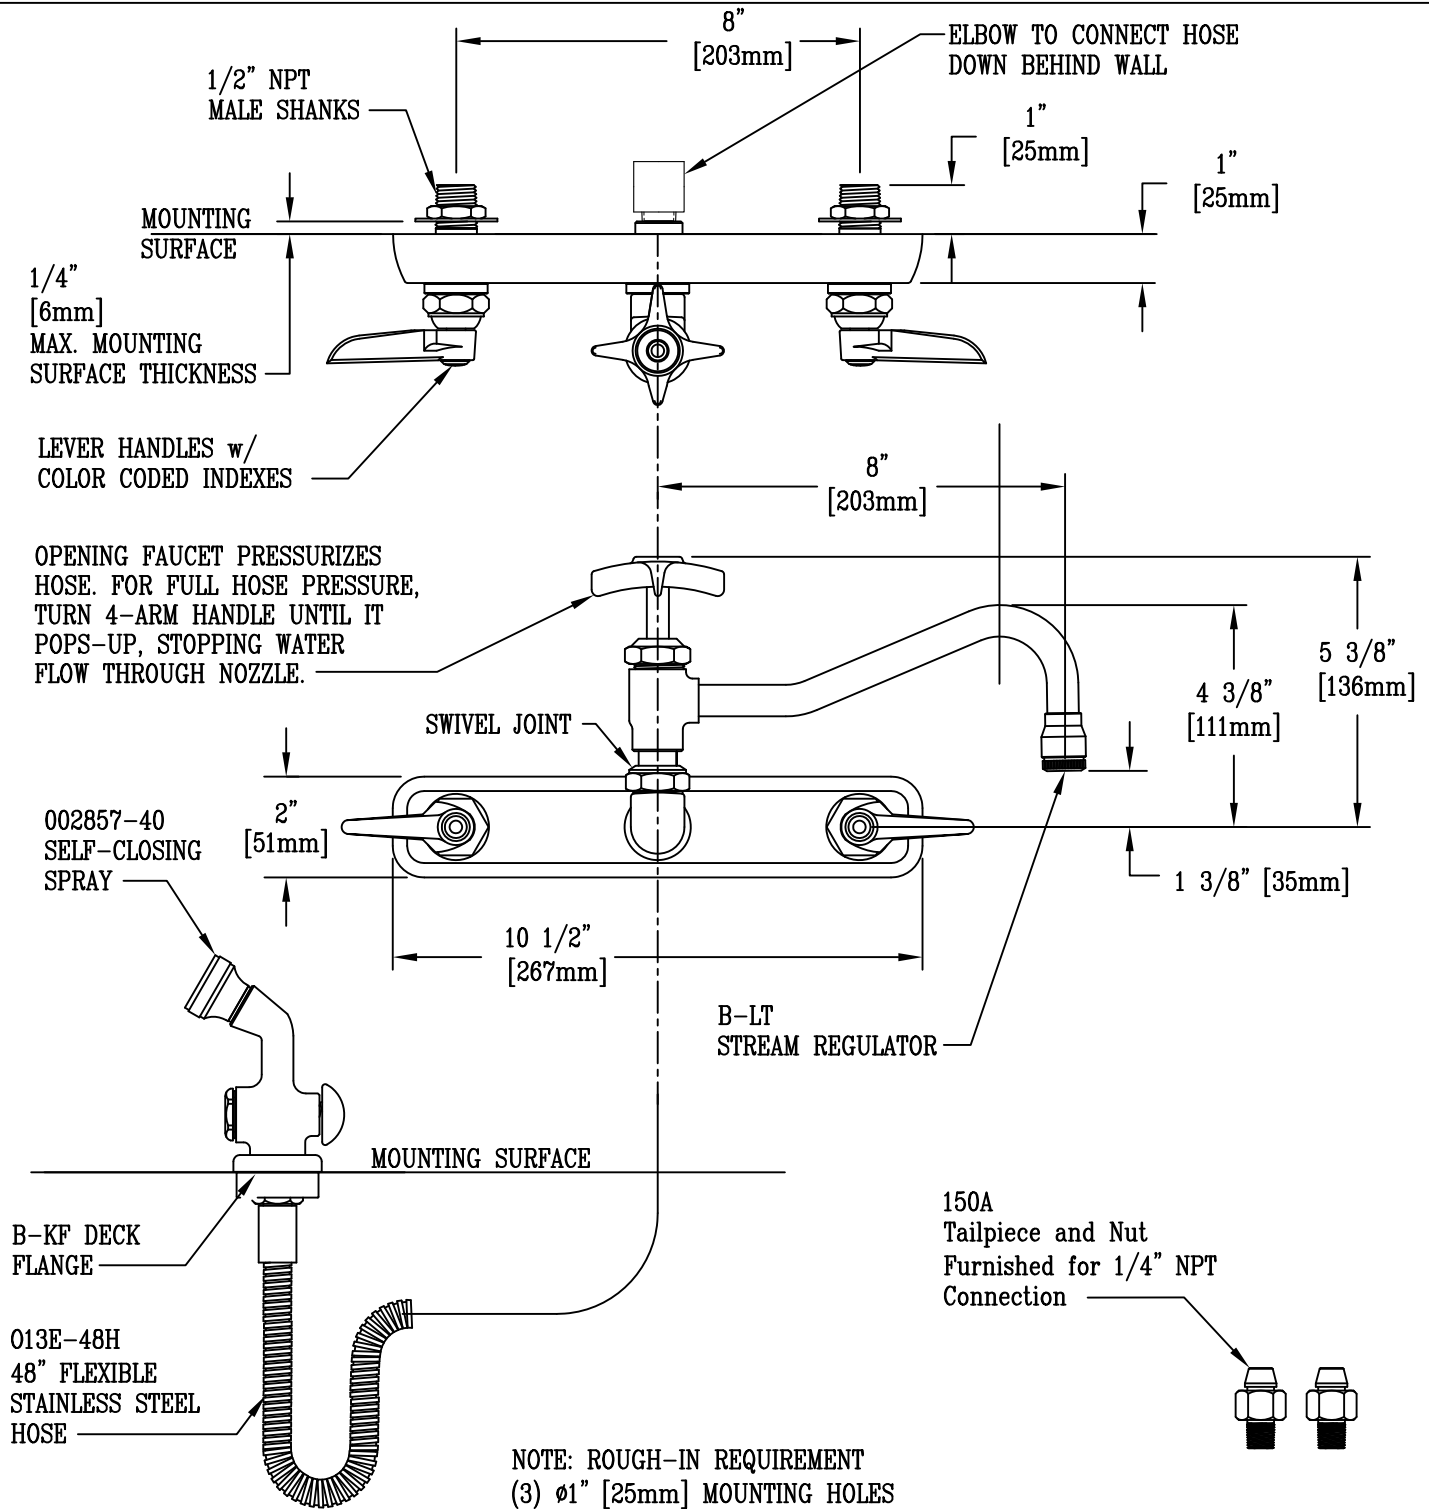 8"
[203mm]
ELBOW TO CONNECT HOSE
DOWN BEHIND WALL
1/2" NPT
MALE SHANKS
1"
[25mm]
1"
[25mm]
MOUNTING
SURFACE
1/4"
[6mm]
MAX. MOUNTING
SURFACE THICKNESS
LEVER HANDLES w/
COLOR CODED INDEXES
8"
[203mm]
OPENING FAUCET PRESSURIZES
HOSE. FOR FULL HOSE PRESSURE,
TURN 4-ARM HANDLE UNTIL IT
POPS-UP, STOPPING WATER
FLOW THROUGH NOZZLE.
5 3/8"
[136mm]
4 3/8"
[111mm]
SWIVEL JOINT
2"
[51mm]
002857-40
SELF-CLOSING
SPRAY
1 3/8" [35mm]
10 1/2"
[267mm]
B-LT
STREAM REGULATOR
MOUNTING SURFACE
B-KF DECK
FLANGE
150A
Tailpiece and Nut
Furnished for 1/4" NPT
Connection
013E-48H
48" FLEXIBLE
STAINLESS STEEL
HOSE
NOTE: ROUGH-IN REQUIREMENT
(3) ø1" [25mm] MOUNTING HOLES